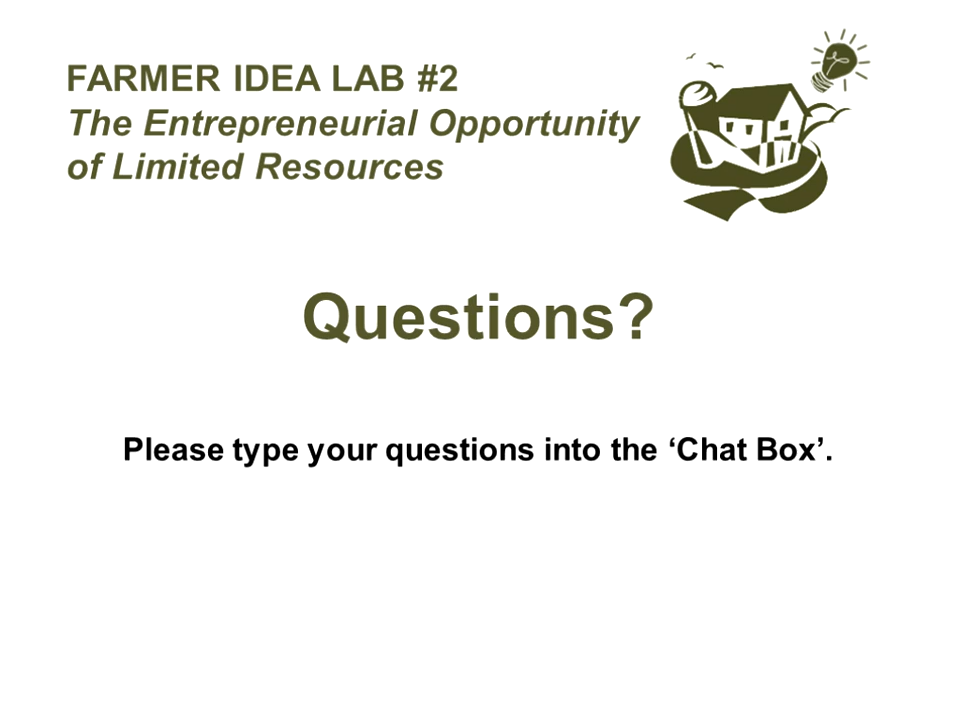 FARMER IDEA LAB #2
The Entrepreneurial Opportunity
of Limited Resources
Questions?
Please type your questions into the ‘Chat Box’.